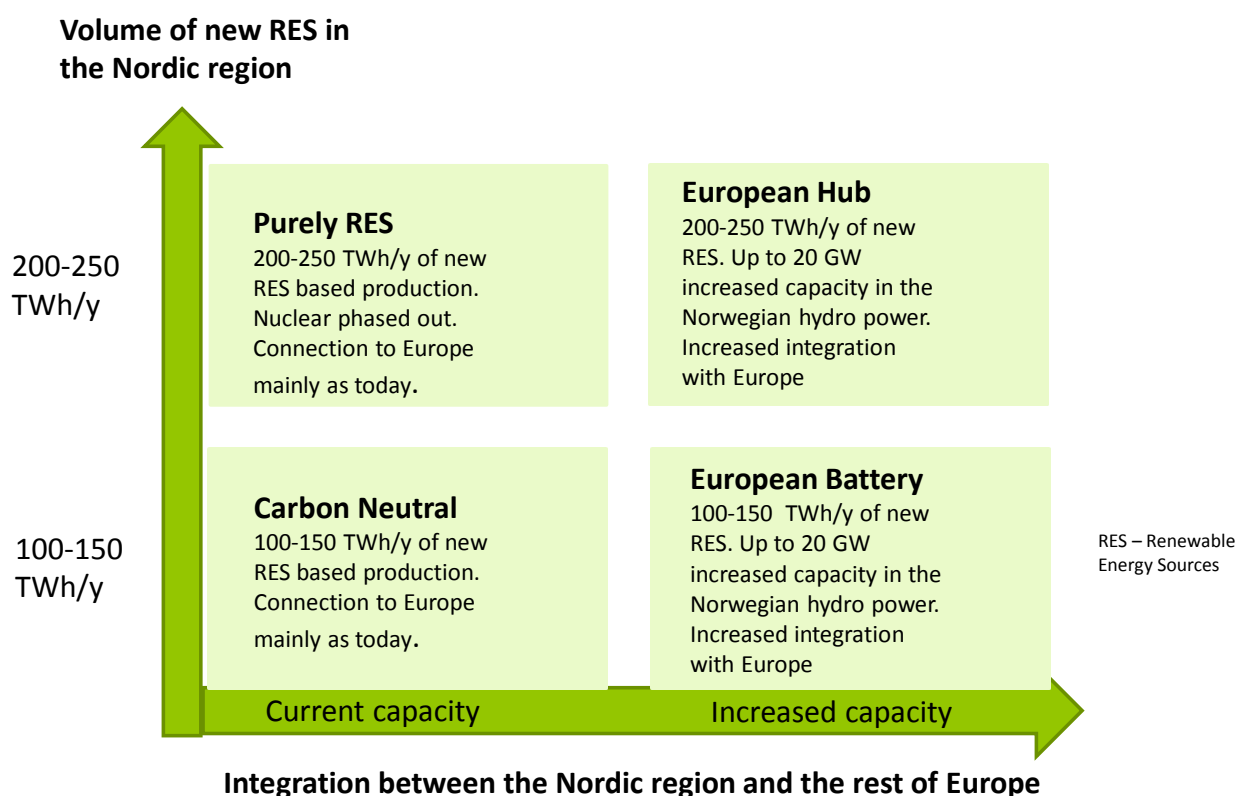 Volume of new RES in
the Nordic region
200-250
TWh/y
Purely RES
200-250 TWh/y of new
RES based production.
Nuclear phased out.
Connection to Europe
mainly as today.
European Hub
200-250 TWh/y of new
RES. Up to 20 GW
increased capacity in the
Norwegian hydro power.
Increased integration
with Europe
100-150
TWh/y
Carbon Neutral
100-150 TWh/y of new
RES based production.
Connection to Europe
mainly as today.
European Battery
100-150 TWh/y of new
RES. Up to 20 GW
increased capacity in the
Norwegian hydro power.
Increased integration
with Europe
RES – Renewable
Energy Sources
Current capacity
Increased capacity
Integration between the Nordic region and the rest of Europe